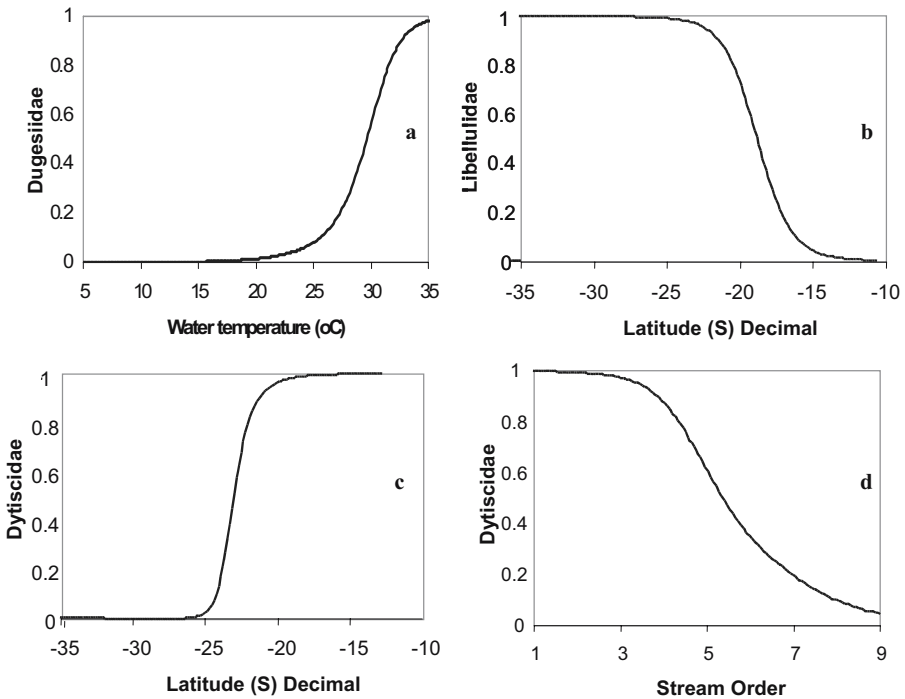 1
0.8
0.6
0.4
0.2
0
Dugesiidae
a
5 10 15 20 25 30 35
Water temperature (oC)
1
0.8
0.6
0.4
0.2
0
Libellulidae
b
-35 -30 -25 -20 -15 -10
Latitude (S) Decimal
1
0.8
0.6
0.4
0.2
0
Dytiscidae
c
-35 -30 -25 -20 -15 -10
Latitude (S) Decimal
1
0.8
0.6
0.4
0.2
0
Dytiscidae
d
1 3 5 7 9
Stream Order